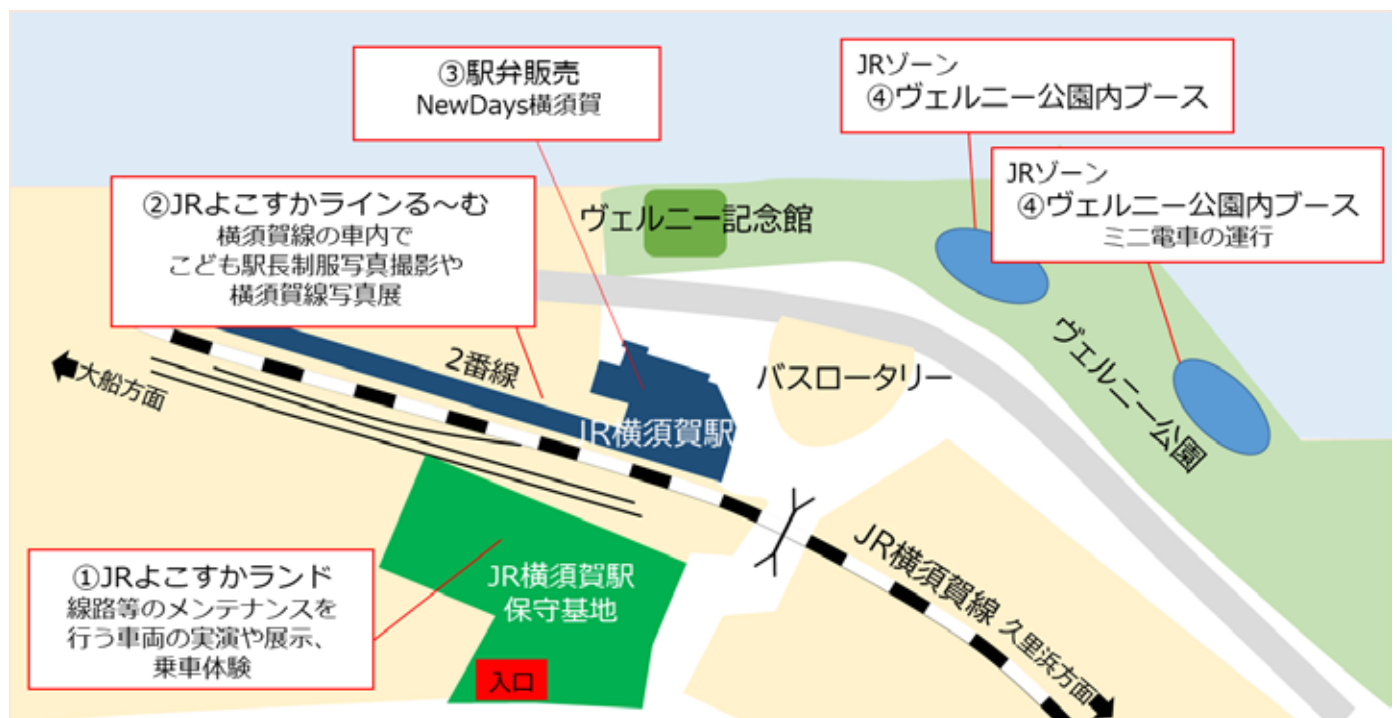 ③駅弁販売
NewDays横須賀
JRゾーン
④ヴェルニー公園内ブース
JRゾーン
④ヴェルニー公園内ブース
ミニ電車の運行
②JRよこすかラインる～む
横須賀線の車内で
こども駅長制服写真撮影や
横須賀線写真展
ヴェルニー記念館
ヴェルニー公園
2番線
大船方面
バスロータリー
JR横須賀駅
①JRよこすかランド
線路等のメンテナンスを
行う車両の実演や展示、
乗車体験
JR横須賀駅
保守基地
入口
JR横須賀線
久里浜方面